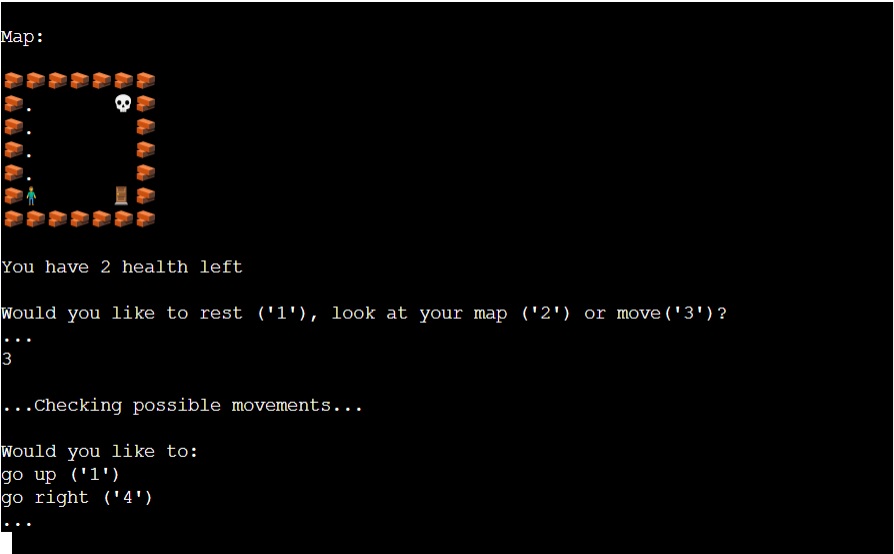 Map:
🧱🧱🧱🧱🧱🧱🧱
🧱.       💀🧱
🧱.         🧱
🧱.         🧱
🧱.         🧱
🧱🧍       🚪🧱
🧱🧱🧱🧱🧱🧱🧱
You have 2 health left
Would you like to rest ('1'), look at your map ('2') or move('3')?
...
3
...Checking possible movements...
Would you like to:
go up ('1')
go right ('4')
...